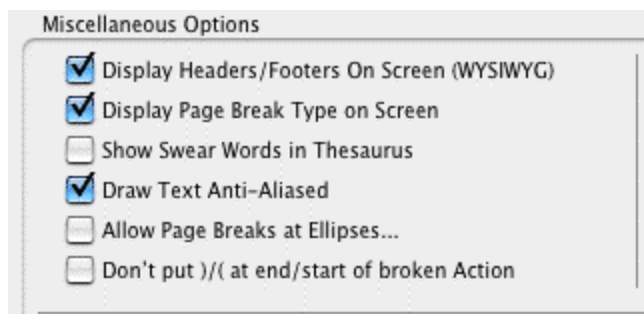 Miscellaneous Options
Display Headers/Footers On Screen (WYSIWYG)
Display Page Break Type on Screen
Show Swear Words in Thesaurus
Draw Text Anti-Aliased
Allow Page Breaks at Ellipses...
Don't put )/( at end/start of broken Action